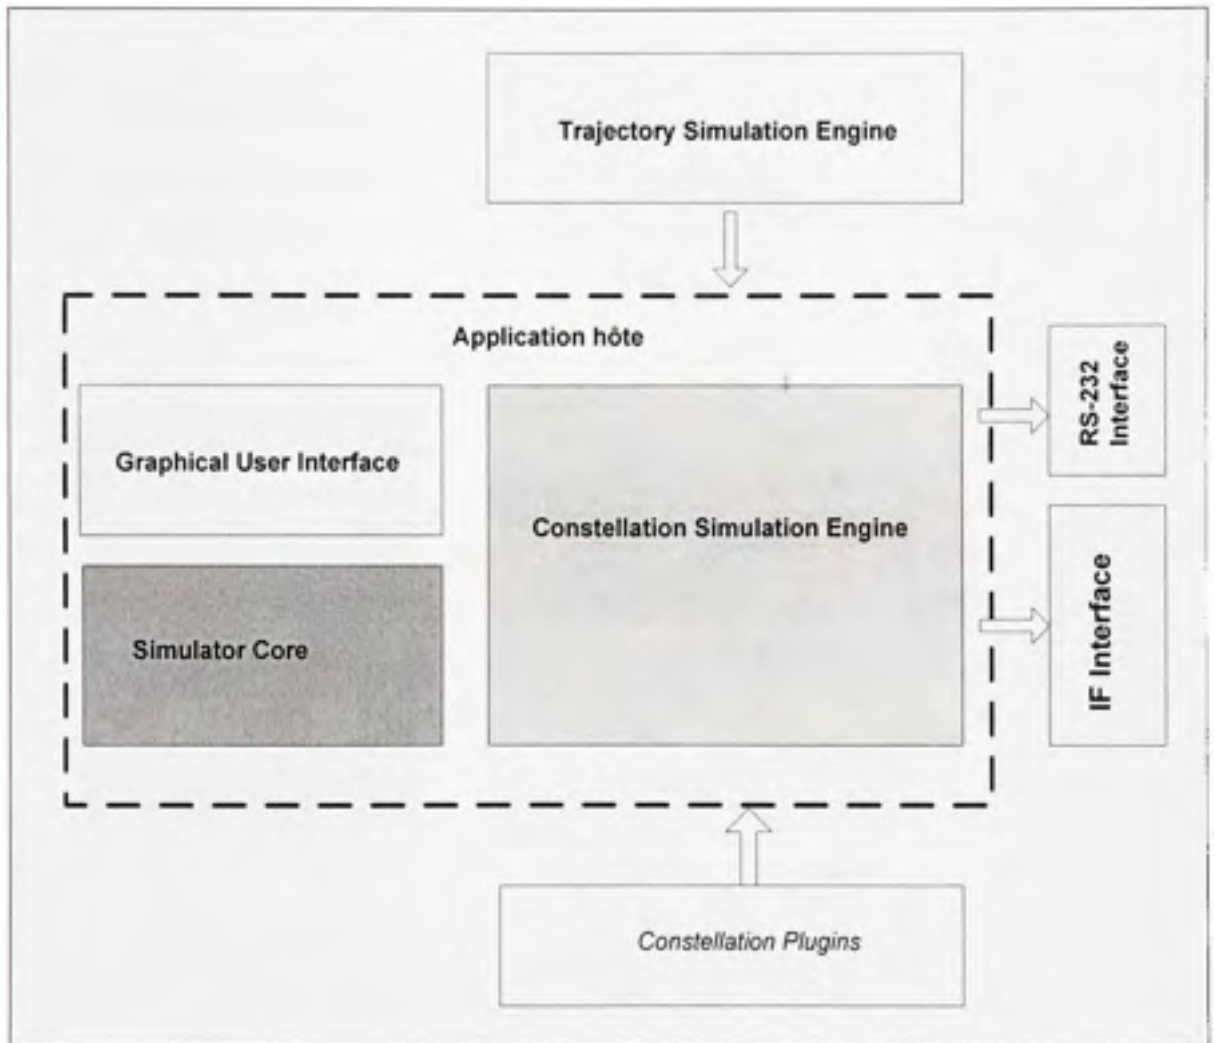 Trajectory Simulation Engine
Application hôte
Graphical User Interface
Constellation Simulation Engine
Simulator Core
RS-232
Interface
IF Interface
Constellation Plugins